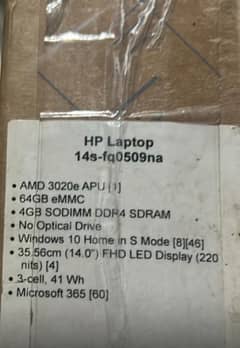 HP Laptop
14s-fq0509na
• AMD 3020e APU [1]
• 64GB eMMC
• 4GB SODIMM DDR4 SDRAM
• No Optical Drive
• Windows 10 Home in S Mode [8][46]
• 35.56cm (14.0") FHD LED Display (220
nits) [4]
• 3-cell, 41 Wh
• Microsoft 365 [60]